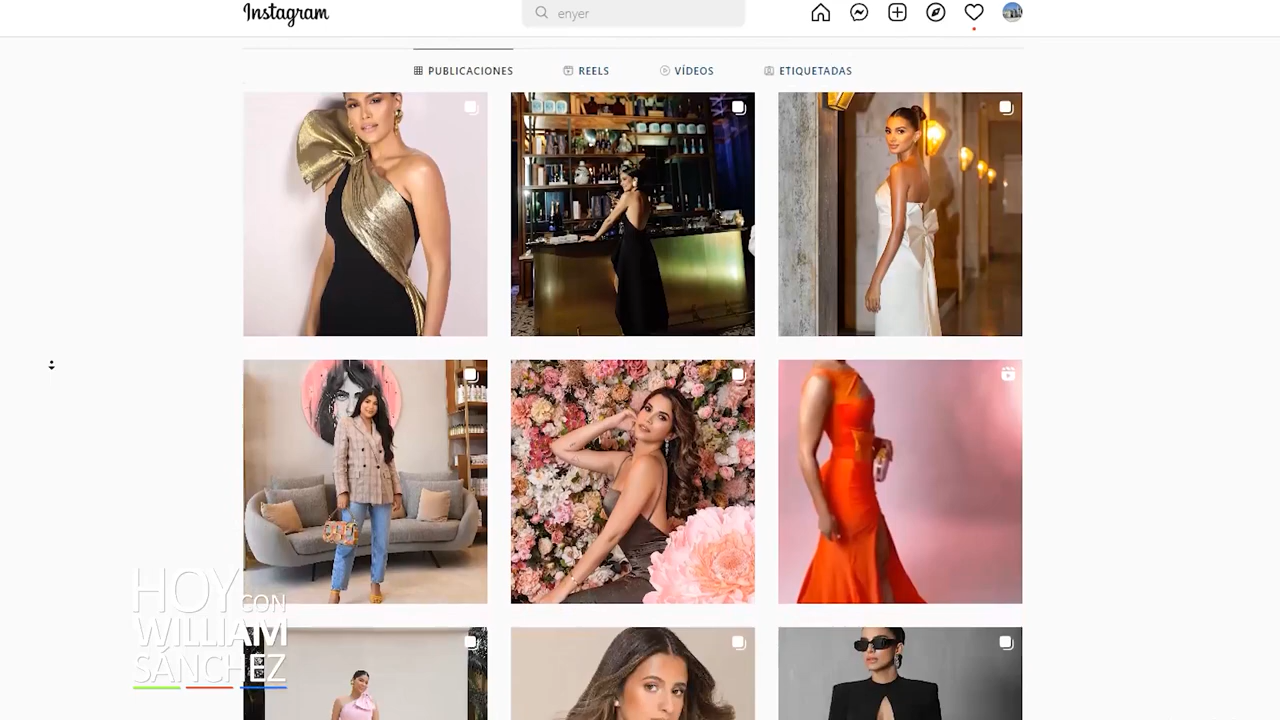 Instagram
enyer
PUBLICACIONES
REELS
VÍDEOS
ETIQUETADAS
HOY CON
WILLIAM
SÁNCHEZ